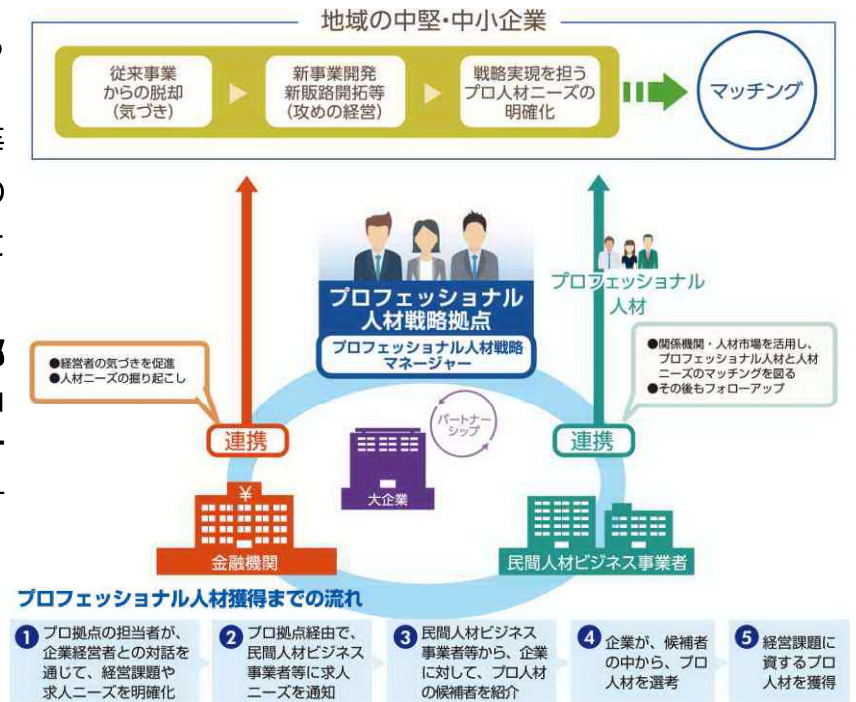 地域の中堅・中小企業
従来事業
からの脱却
(気づき)
新事業開発
新販路開拓等
(攻めの経営)
戦略実現を担う
プロ人材ニーズの
明確化
マッチング
プロフェッショナル
人材戦略拠点
プロフェッショナル人材戦略
マネージャー
プロフェッショナル
人材
●経営者の気づきを促進
●人材ニーズの掘り起こし
●関係機関・人材市場を活用し、
プロフェッショナル人材と人材
ニーズのマッチングを図る
●その後もフォローアップ
連携
パートナー
シップ
連携
大企業
¥
金融機関
民間人材ビジネス事業者
プロフェッショナル人材獲得までの流れ
1 プロ拠点の担当者が、
企業経営者との対話を
通じて、経営課題や
求人ニーズを明確化
2 プロ拠点経由で、
民間人材ビジネス
事業者等に求人
ニーズを通知
3 民間人材ビジネス
事業者等から、企業
に対して、プロ人材
の候補者を紹介
4 企業が、候補者
の中から、プロ
人材を選考
5 経営課題に
資するプロ
人材を獲得